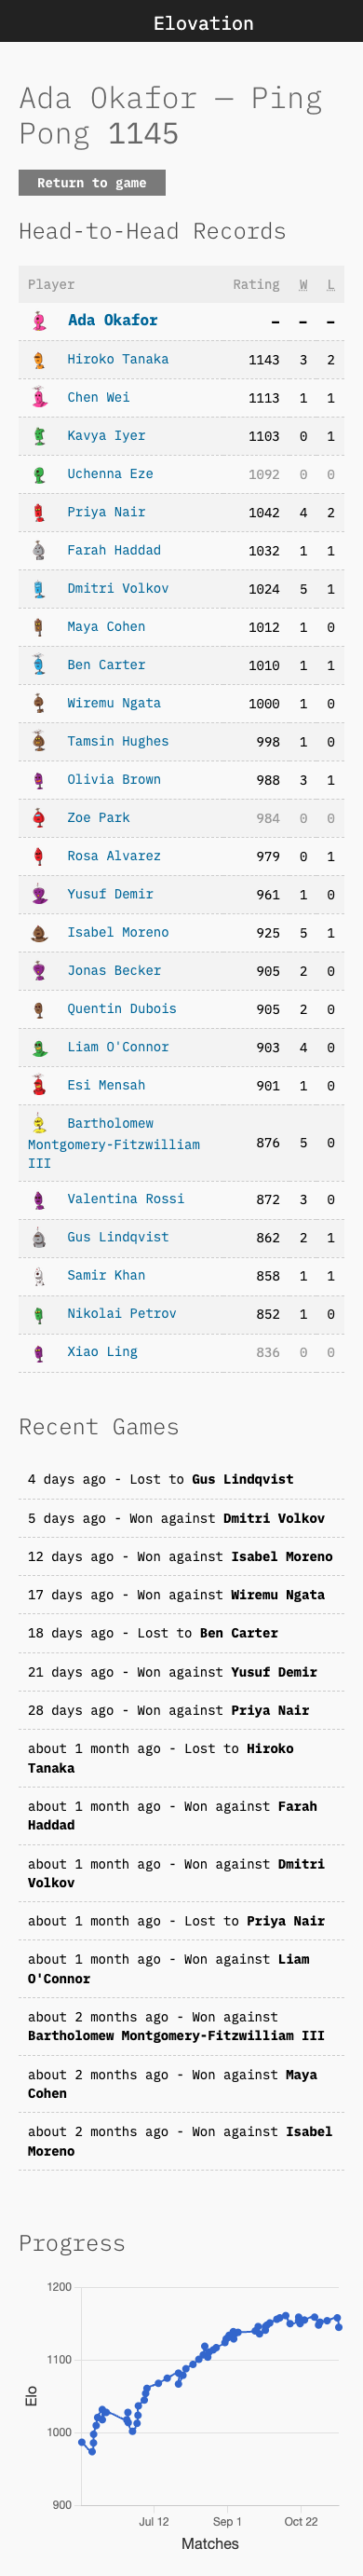 Elovation
Ada Okafor — Ping
Pong 1145
Return to game
Head-to-Head Records
Player Rating W L
Ada Okafor – – –
Hiroko Tanaka 1143 3 2
Chen Wei 1113 1 1
Kavya Iyer 1103 0 1
Uchenna Eze 1092 0 0
Priya Nair 1042 4 2
Farah Haddad 1032 1 1
Dmitri Volkov 1024 5 1
Maya Cohen 1012 1 0
Ben Carter 1010 1 1
Wiremu Ngata 1000 1 0
Tamsin Hughes 998 1 0
Olivia Brown 988 3 1
Zoe Park 984 0 0
Rosa Alvarez 979 0 1
Yusuf Demir 961 1 0
Isabel Moreno 925 5 1
Jonas Becker 905 2 0
Quentin Dubois 905 2 0
Liam O'Connor 903 4 0
Esi Mensah 901 1 0
Bartholomew
Montgomery-Fitzwilliam 876 5 0
III
Valentina Rossi 872 3 0
Gus Lindqvist 862 2 1
Samir Khan 858 1 1
Nikolai Petrov 852 1 0
Xiao Ling 836 0 0
Recent Games
4 days ago - Lost to Gus Lindqvist
5 days ago - Won against Dmitri Volkov
12 days ago - Won against Isabel Moreno
17 days ago - Won against Wiremu Ngata
18 days ago - Lost to Ben Carter
21 days ago - Won against Yusuf Demir
28 days ago - Won against Priya Nair
about 1 month ago - Lost to Hiroko
Tanaka
about 1 month ago - Won against Farah
Haddad
about 1 month ago - Won against Dmitri
Volkov
about 1 month ago - Lost to Priya Nair
about 1 month ago - Won against Liam
O'Connor
about 2 months ago - Won against
Bartholomew Montgomery-Fitzwilliam III
about 2 months ago - Won against Maya
Cohen
about 2 months ago - Won against Isabel
Moreno
Progress
1200
1100
1000
900
Elo
Jul 12 Sep 1 Oct 22
Matches